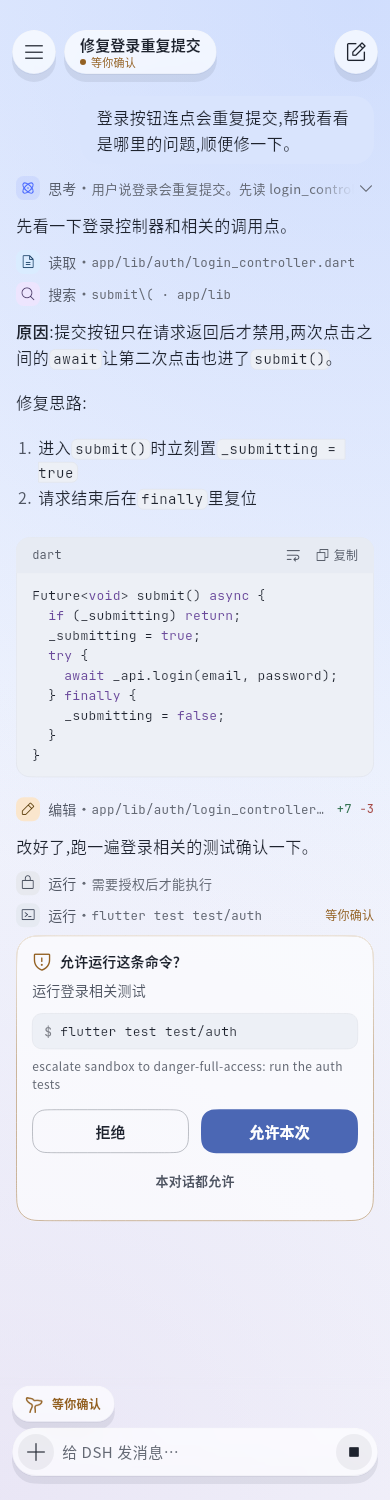 修复登录重复提交
等你确认
登录按钮连点会重复提交,帮我看看
是哪里的问题,顺便修一下。
思考・用户说登录会重复提交。先读 login_contro
先看一下登录控制器和相关的调用点。
读取・app/lib/auth/login_controller.dart
搜索・submit\( · app/lib
原因:提交按钮只在请求返回后才禁用,两次点击之
间的 await 让第二次点击也进了 submit()。
修复思路:
1. 进入 submit() 时立刻置 _submitting =
true
2. 请求结束后在 finally 里复位
dart 复制
Future<void> submit() async {
  if (_submitting) return;
  _submitting = true;
  try {
    await _api.login(email, password);
  } finally {
    _submitting = false;
  }
}
编辑・app/lib/auth/login_controller… +7 -3
改好了,跑一遍登录相关的测试确认一下。
运行・需要授权后才能执行
运行・flutter test test/auth 等你确认
允许运行这条命令?
运行登录相关测试
$ flutter test test/auth
escalate sandbox to danger-full-access: run the auth
tests
拒绝 允许本次
本对话都允许
等你确认
给 DSH 发消息…